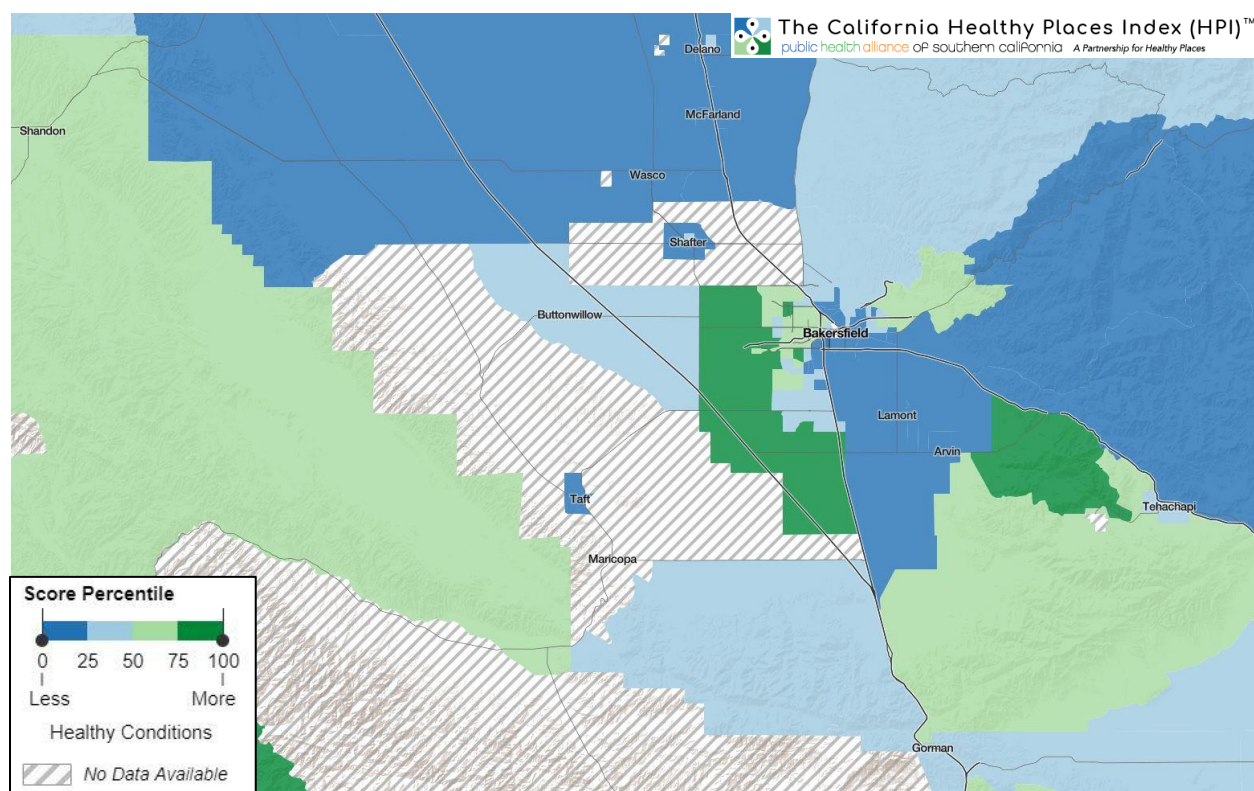 The California Healthy Places Index (HPI)™
public health alliance of southern california A Partnership for Healthy Places
Delano
McFarland
Shandon
Wasco
Shafter
Buttonwillow
Bakersfield
Lamont
Arvin
Taft
Tehachapi
Maricopa
Gorman
Score Percentile
0 25 50 75 100
Less More
Healthy Conditions
No Data Available